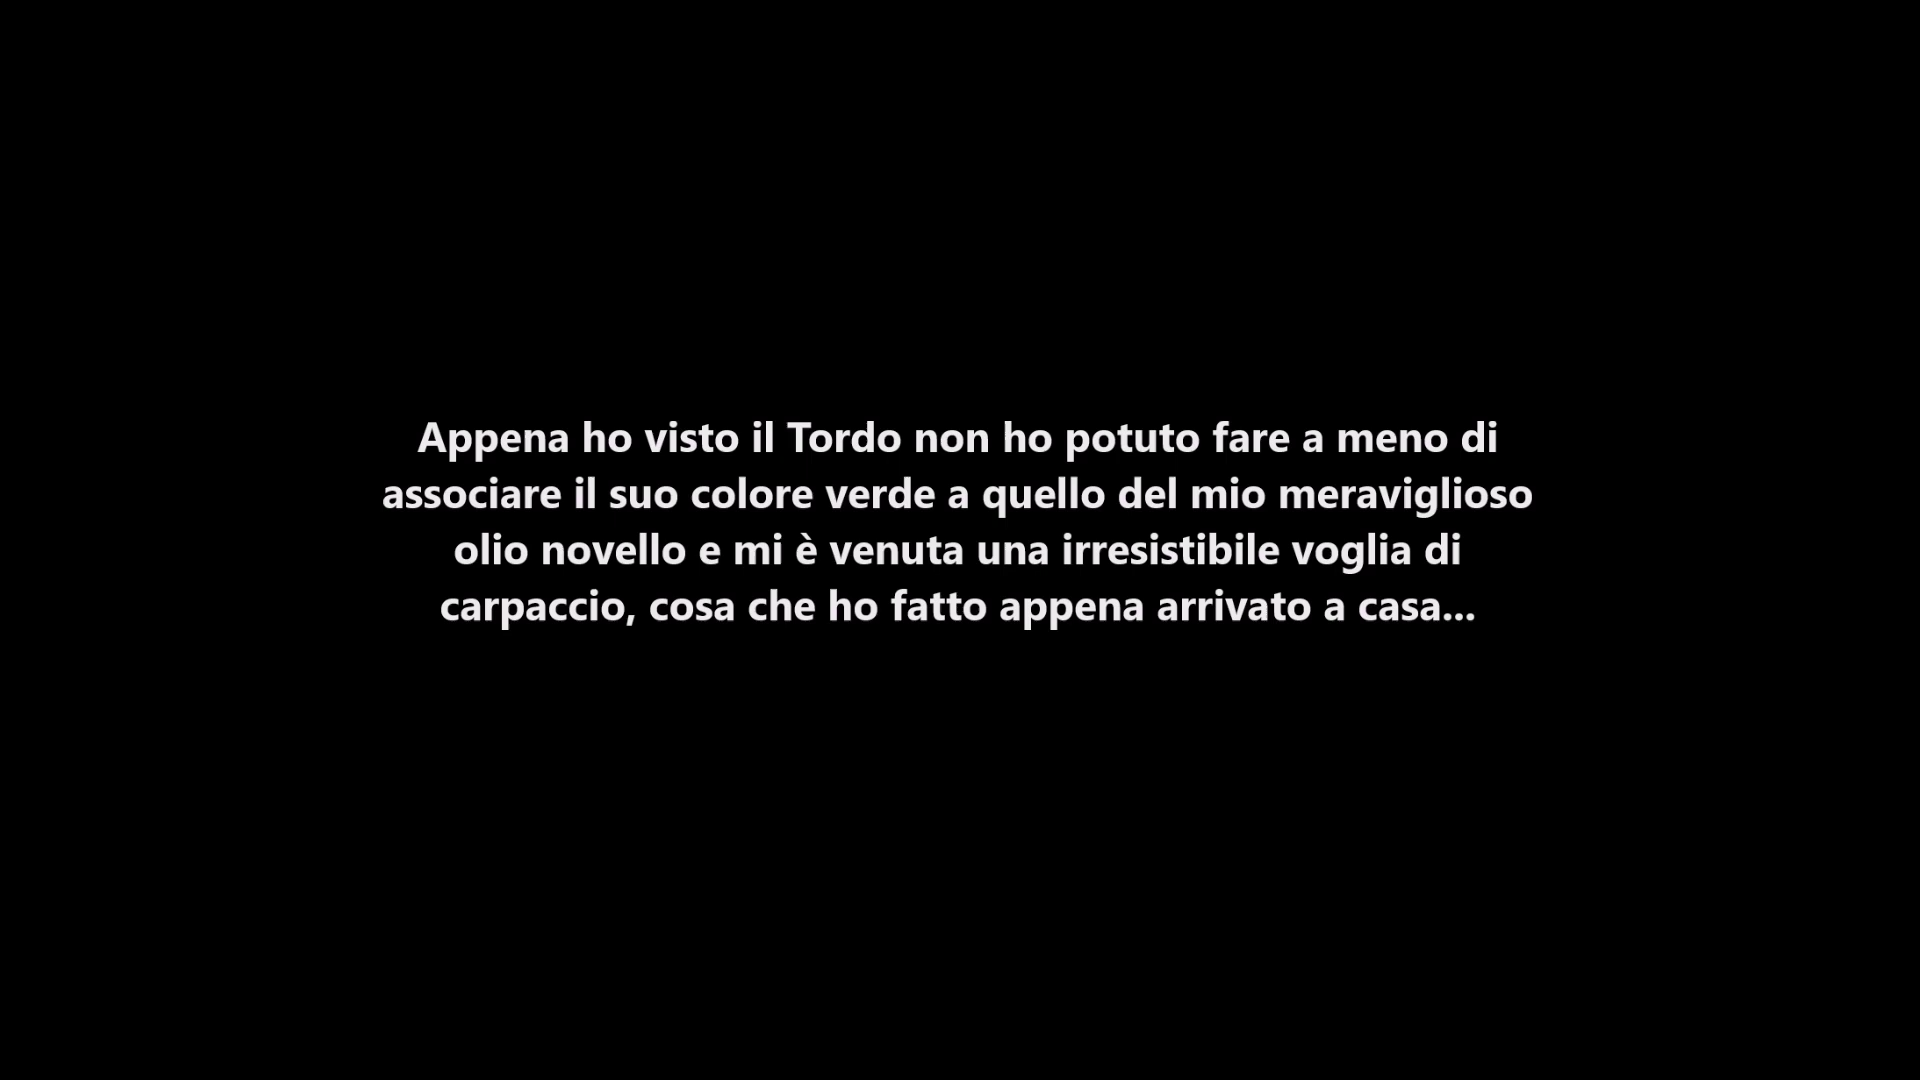 Appena ho visto il Tordo non ho potuto fare a meno di
associare il suo colore verde a quello del mio meraviglioso
olio novello e mi è venuta una irresistibile voglia di
carpaccio, cosa che ho fatto appena arrivato a casa...